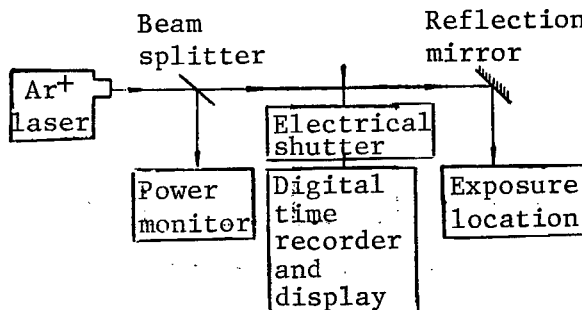 Beam
splitter
Reflection
mirror
Ar+
laser
Electrical
shutter
Power
monitor
Digital
time
recorder
and
display
Exposure
location